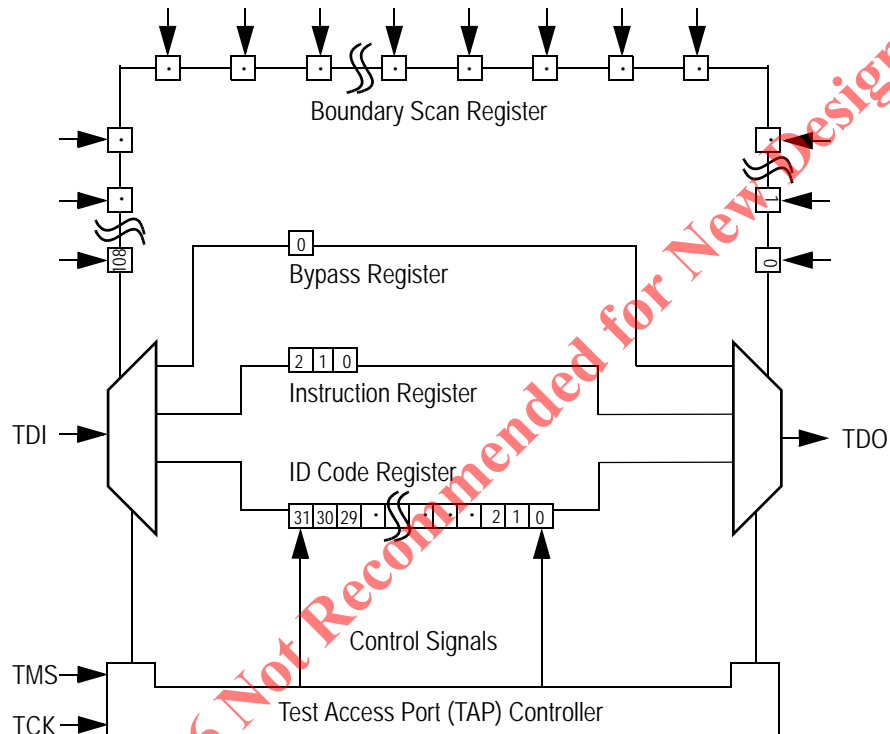 Boundary Scan Register
1
108
0
0
Bypass Register
2 1 0
Instruction Register
TDI
TDO
ID Code Register
31 30 29 · · · · 2 1 0
Control Signals
TMS
Test Access Port (TAP) Controller
TCK
6 Not Recommended for New Design